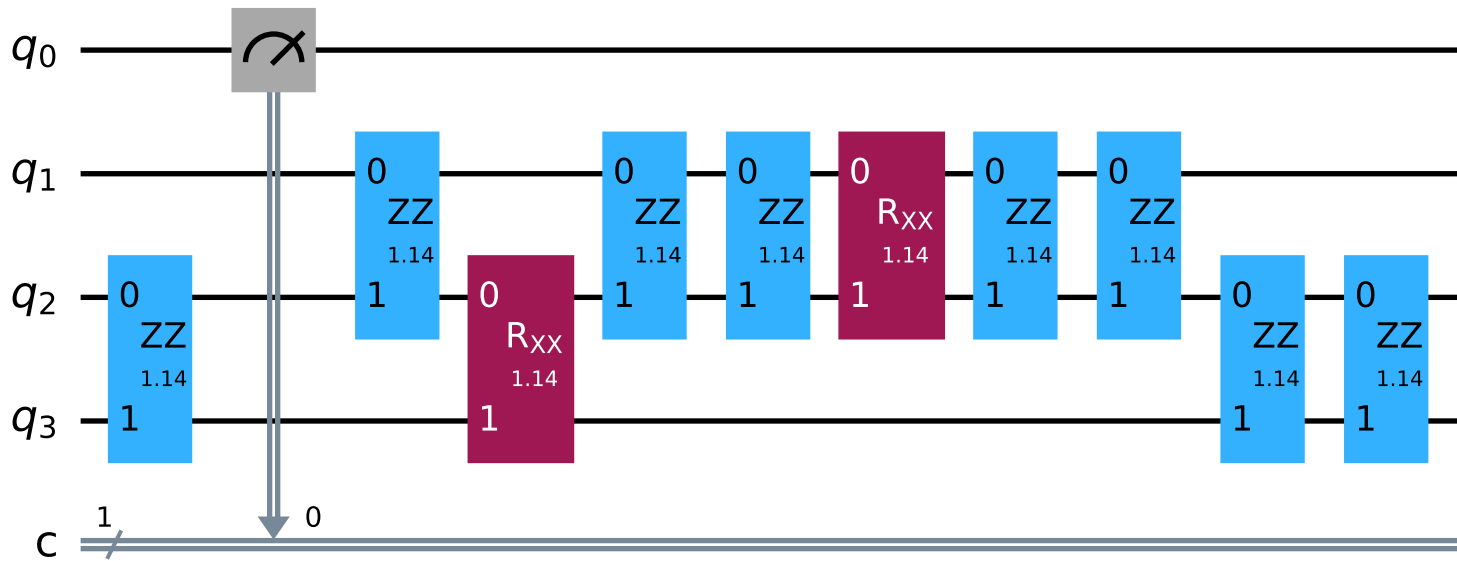 q0
0 0 0 0 0 0
q1
ZZ ZZ ZZ RXX ZZ ZZ
1.14 1.14 1.14 1.14 1.14 1.14
q2 0 1 0 1 1 1 1 1 0 0
ZZ RXX ZZ ZZ
1.14 1.14 1.14 1.14
q3 1 1 1 1
1 0
c